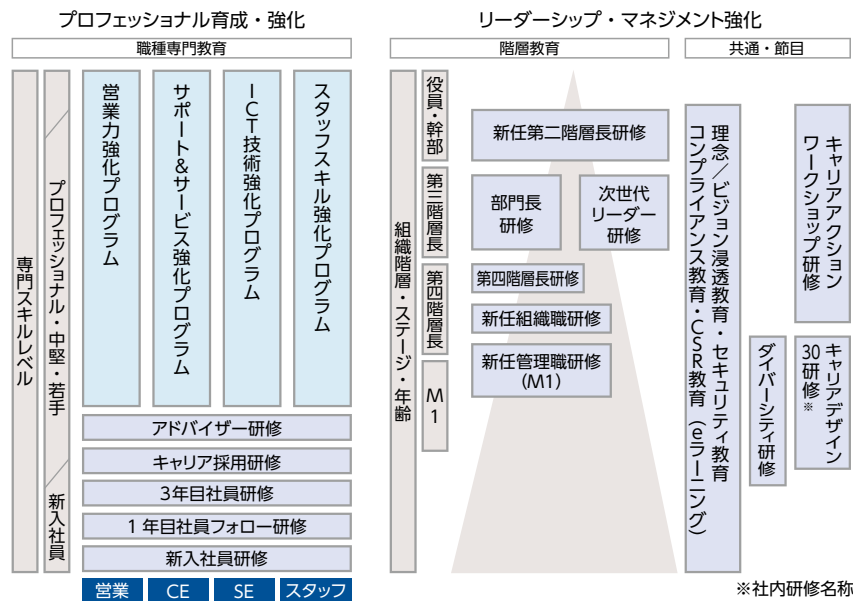 プロフェッショナル育成・強化
職種専門教育
専門スキルレベル
プロフェッショナル・中堅・若手
新入社員
営業力強化プログラム
サポート＆サービス強化プログラム
ICT技術強化プログラム
スタッフスキル強化プログラム
アドバイザー研修
キャリア採用研修
3年目社員研修
1年目社員フォロー研修
新入社員研修
営業
CE
SE
スタッフ
リーダーシップ・マネジメント強化
階層教育
組織階層・ステージ・年齢
役員・幹部
第三階層長
第四階層長
M1
新任第二階層長研修
部門長
研修
次世代
リーダー
研修
第四階層長研修
新任組織職研修
新任管理職研修
(M1)
共通・節目
理念／ビジョン浸透教育・セキュリティ教育
コンプライアンス教育・CSR教育（eラーニング）
ダイバーシティ研修
キャリアアクション
ワークショップ研修
キャリアデザイン
30研修※
※社内研修名称